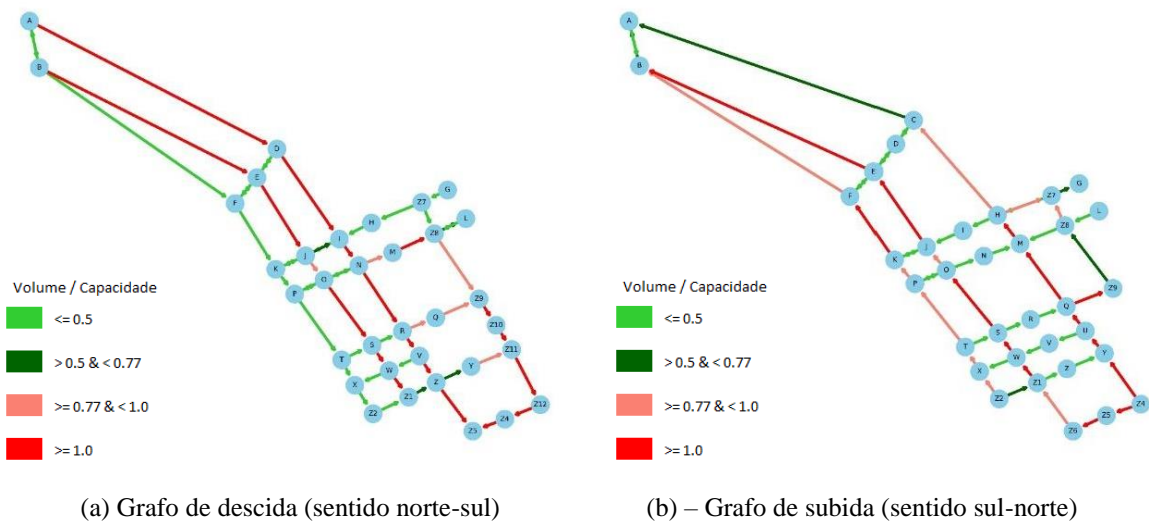 A
B
D
E
F
G
Z7
H
L
I
Z8
J
M
K
N
O
P
Z9
Q
Z10
R
S
Z11
T
V
W
Y
X
Z
Z1
Z12
Z2
Z4
Z5
Volume / Capacidade
<= 0.5
> 0.5 & < 0.77
>= 0.77 & < 1.0
>= 1.0
(a) Grafo de descida (sentido norte-sul)
A
B
C
D
E
G
F
Z7
H
L
Z8
I
J
M
N
K
O
P
Z9
Q
R
U
S
V
T
W
Y
X
Z
Z1
Z2
Z4
Z5
Z6
Volume / Capacidade
<= 0.5
> 0.5 & < 0.77
>= 0.77 & < 1.0
>= 1.0
(b) – Grafo de subida (sentido sul-norte)